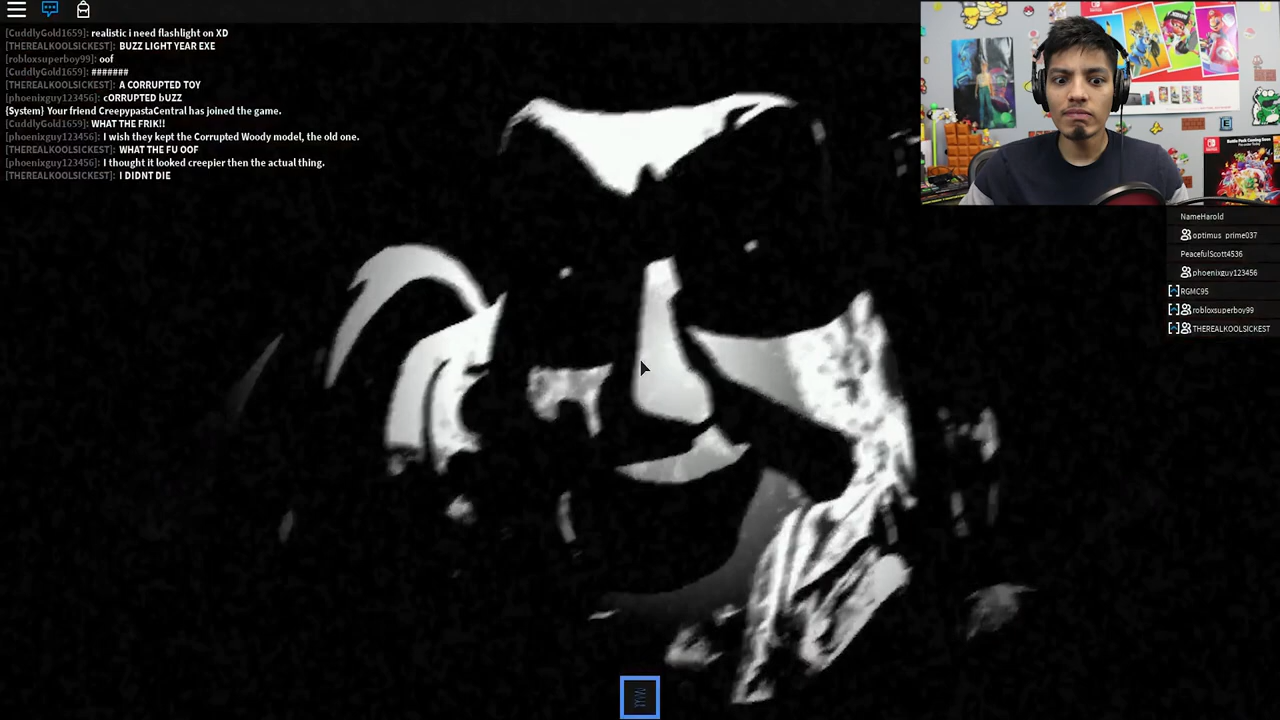 [CuddlyGold1659]: realistic i need flashlight on XD
[THEREALKOOLSICKEST]: BUZZ LIGHT YEAR EXE
[robloxsuperboy99]: oof
[CuddlyGold1659]: #######
[THEREALKOOLSICKEST]: A CORRUPTED TOY
[phoenixguy123456]: cORRUPTED bUZZ
{System} Your friend CreepypastaCentral has joined the game.
[CuddlyGold1659]: WHAT THE FRIK!!
[phoenixguy123456]: I wish they kept the Corrupted Woody model, the old one.
[THEREALKOOLSICKEST]: WHAT THE FU OOF
[phoenixguy123456]: I thought it looked creepier then the actual thing.
[THEREALKOOLSICKEST]: I DIDNT DIE
NameHarold
optimus_prime037
PeacefulScott4536
phoenixguy123456
RGMC95
robloxsuperboy99
THEREALKOOLSICKEST